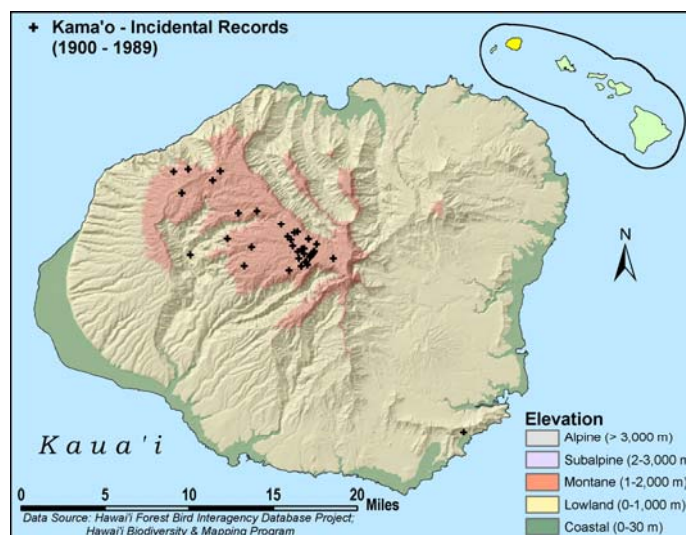 + Kama'o - Incidental Records
(1900 - 1989)
N
Elevation
Alpine (> 3,000 m)
Subalpine (2-3,000 m)
Montane (1-2,000 m)
Lowland (0-1,000 m)
Coastal (0-30 m)
Kaua'i
0 5 10 15 20
Miles
Data Source: Hawai'i Forest Bird Interagency Database Project;
Hawai'i Biodiversity & Mapping Program